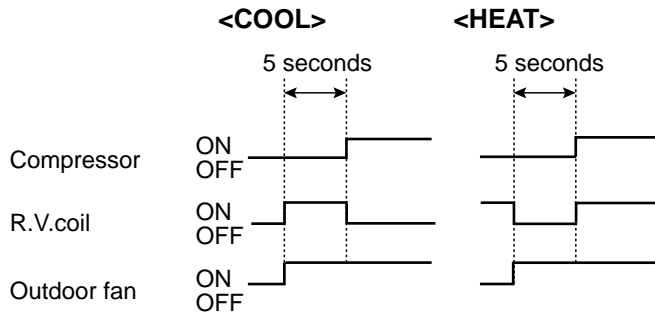 <COOL> <HEAT>
5 seconds 5 seconds
Compressor ON
OFF
R.V.coil ON
OFF
Outdoor fan ON
OFF